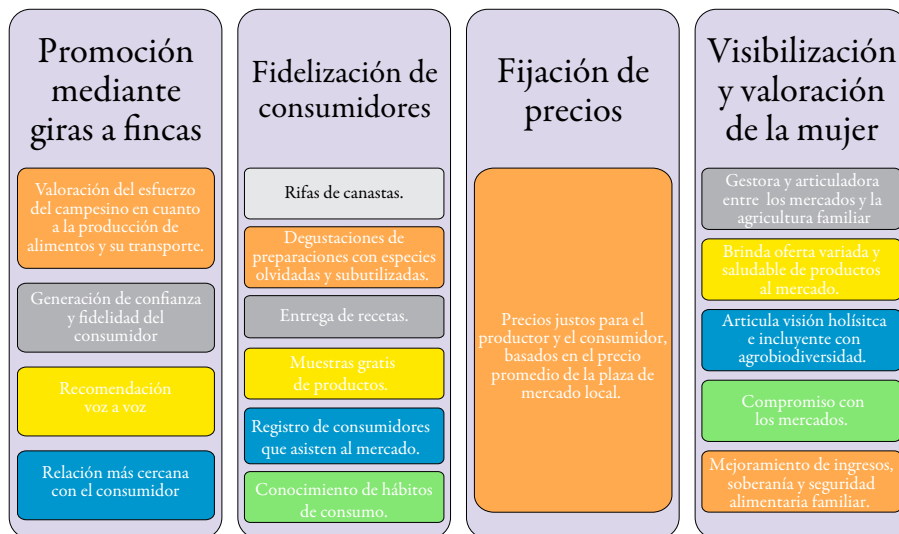 Promoción
mediante
giras a fincas
Valoración del esfuerzo
del campesino en cuanto
a la producción de
alimentos y su transporte.
Generación de confianza
y fidelidad del
consumidor
Recomendación
voz a voz
Relación más cercana
con el consumidor
Fidelización de
consumidores
Rifas de canastas.
Degustaciones de
preparaciones con especies
olvidadas y subutilizadas.
Entrega de recetas.
Muestras gratis
de productos.
Registro de consumidores
que asisten al mercado.
Conocimiento de hábitos
de consumo.
Fijación de
precios
Precios justos para el
productor y el consumidor,
basados en el precio
promedio de la plaza de
mercado local.
Visibilización
y valoración
de la mujer
Gestora y articuladora
entre los mercados y la
agricultura familiar
Brinda oferta variada y
saludable de productos
al mercado.
Articula visión holísitca
e incluyente con
agrobiodiversidad.
Compromiso con
los mercados.
Mejoramiento de ingresos,
soberanía y seguridad
alimentaria familiar.